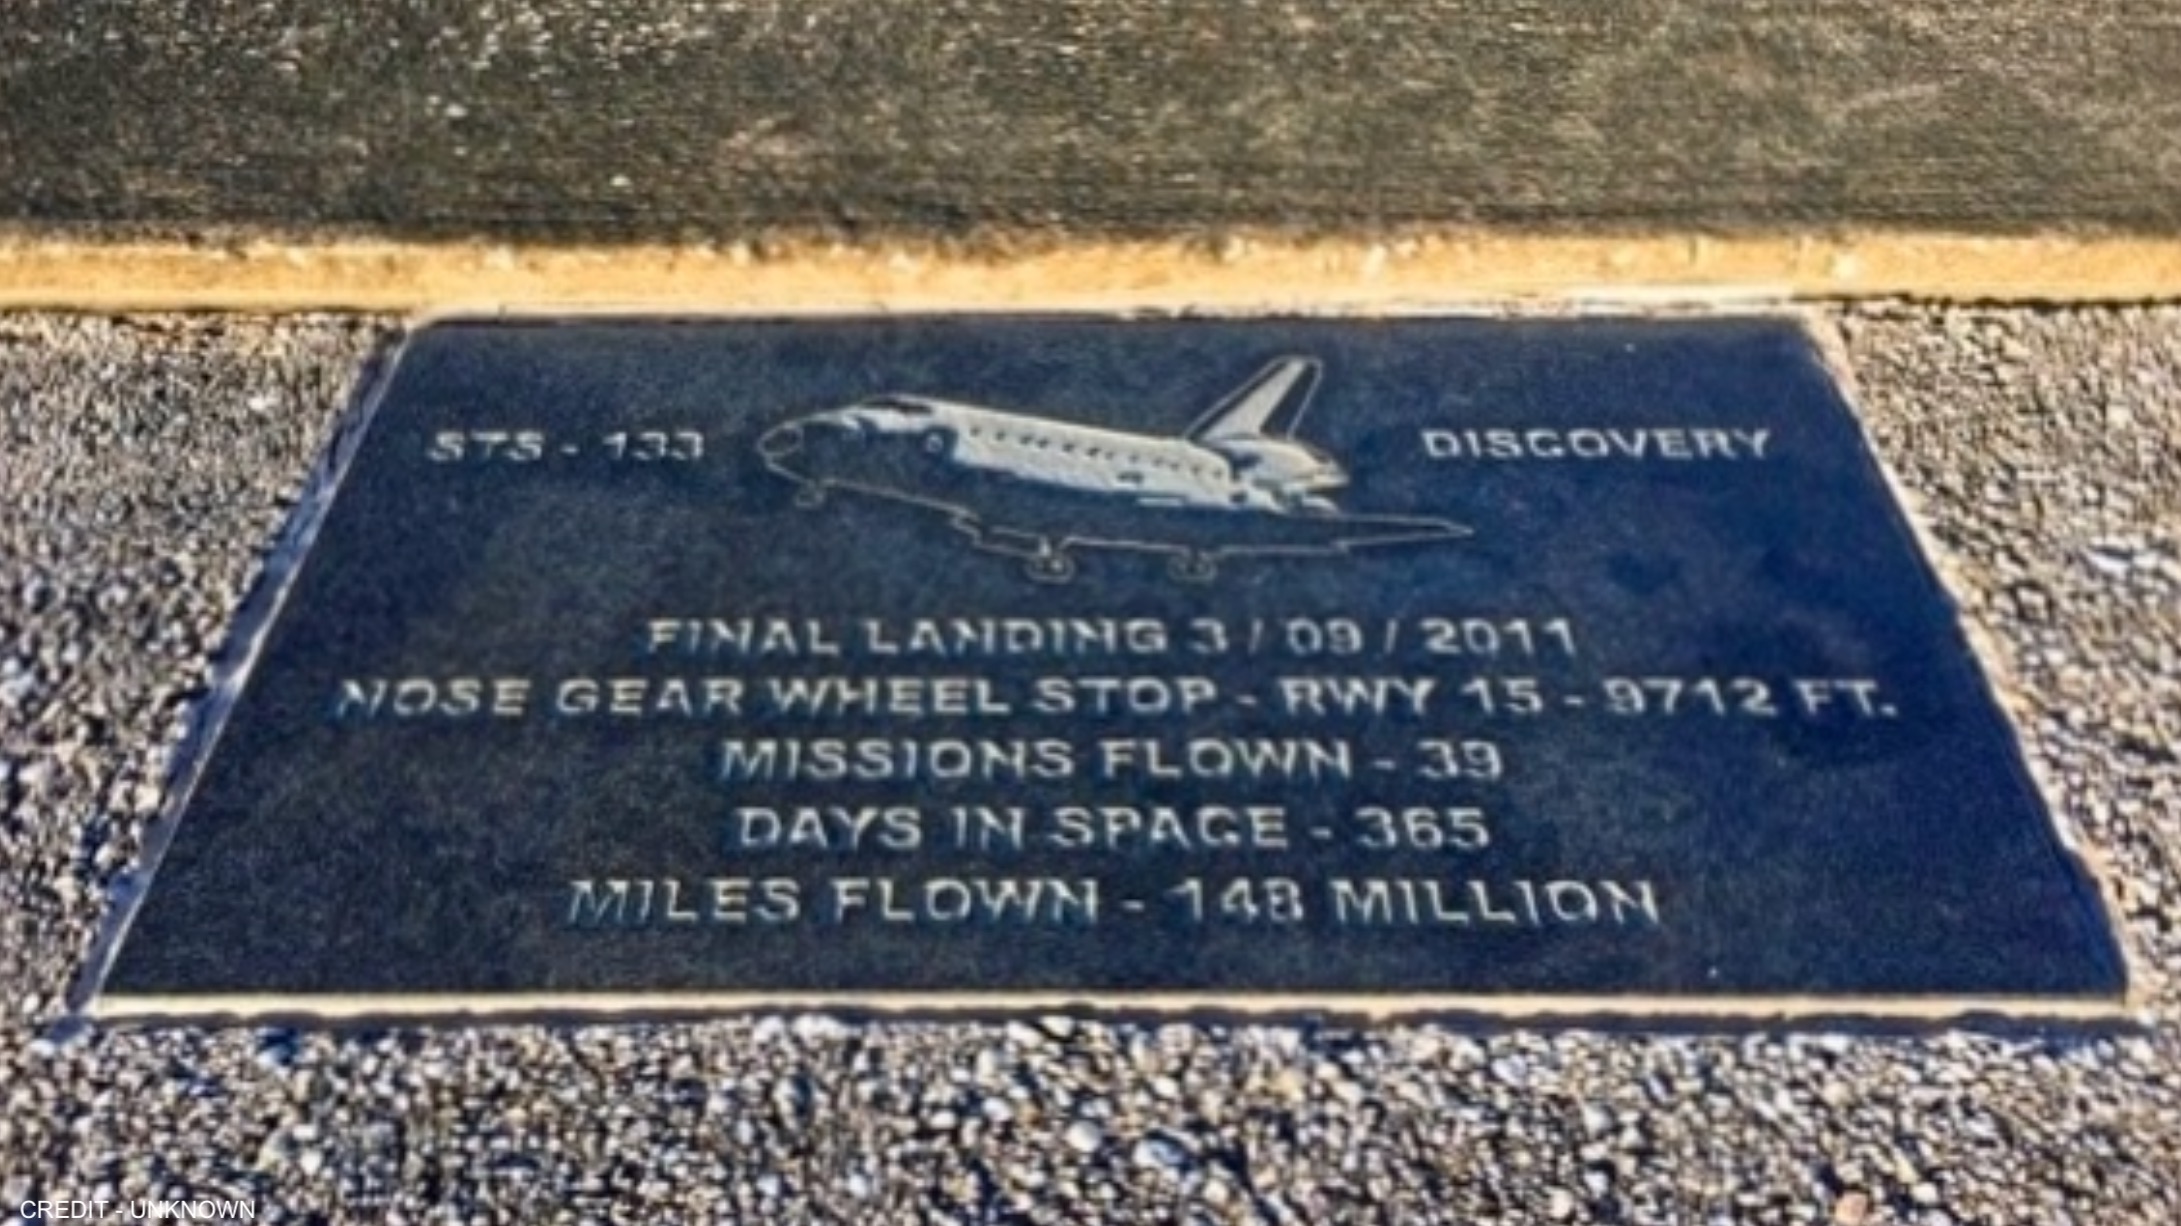 STS - 133 DISCOVERY
FINAL LANDING 3 / 09 / 2011
NOSE GEAR WHEEL STOP - RWY 15 - 9712 FT.
MISSIONS FLOWN - 39
DAYS IN SPACE - 365
MILES FLOWN - 148 MILLION
CREDIT - UNKNOWN